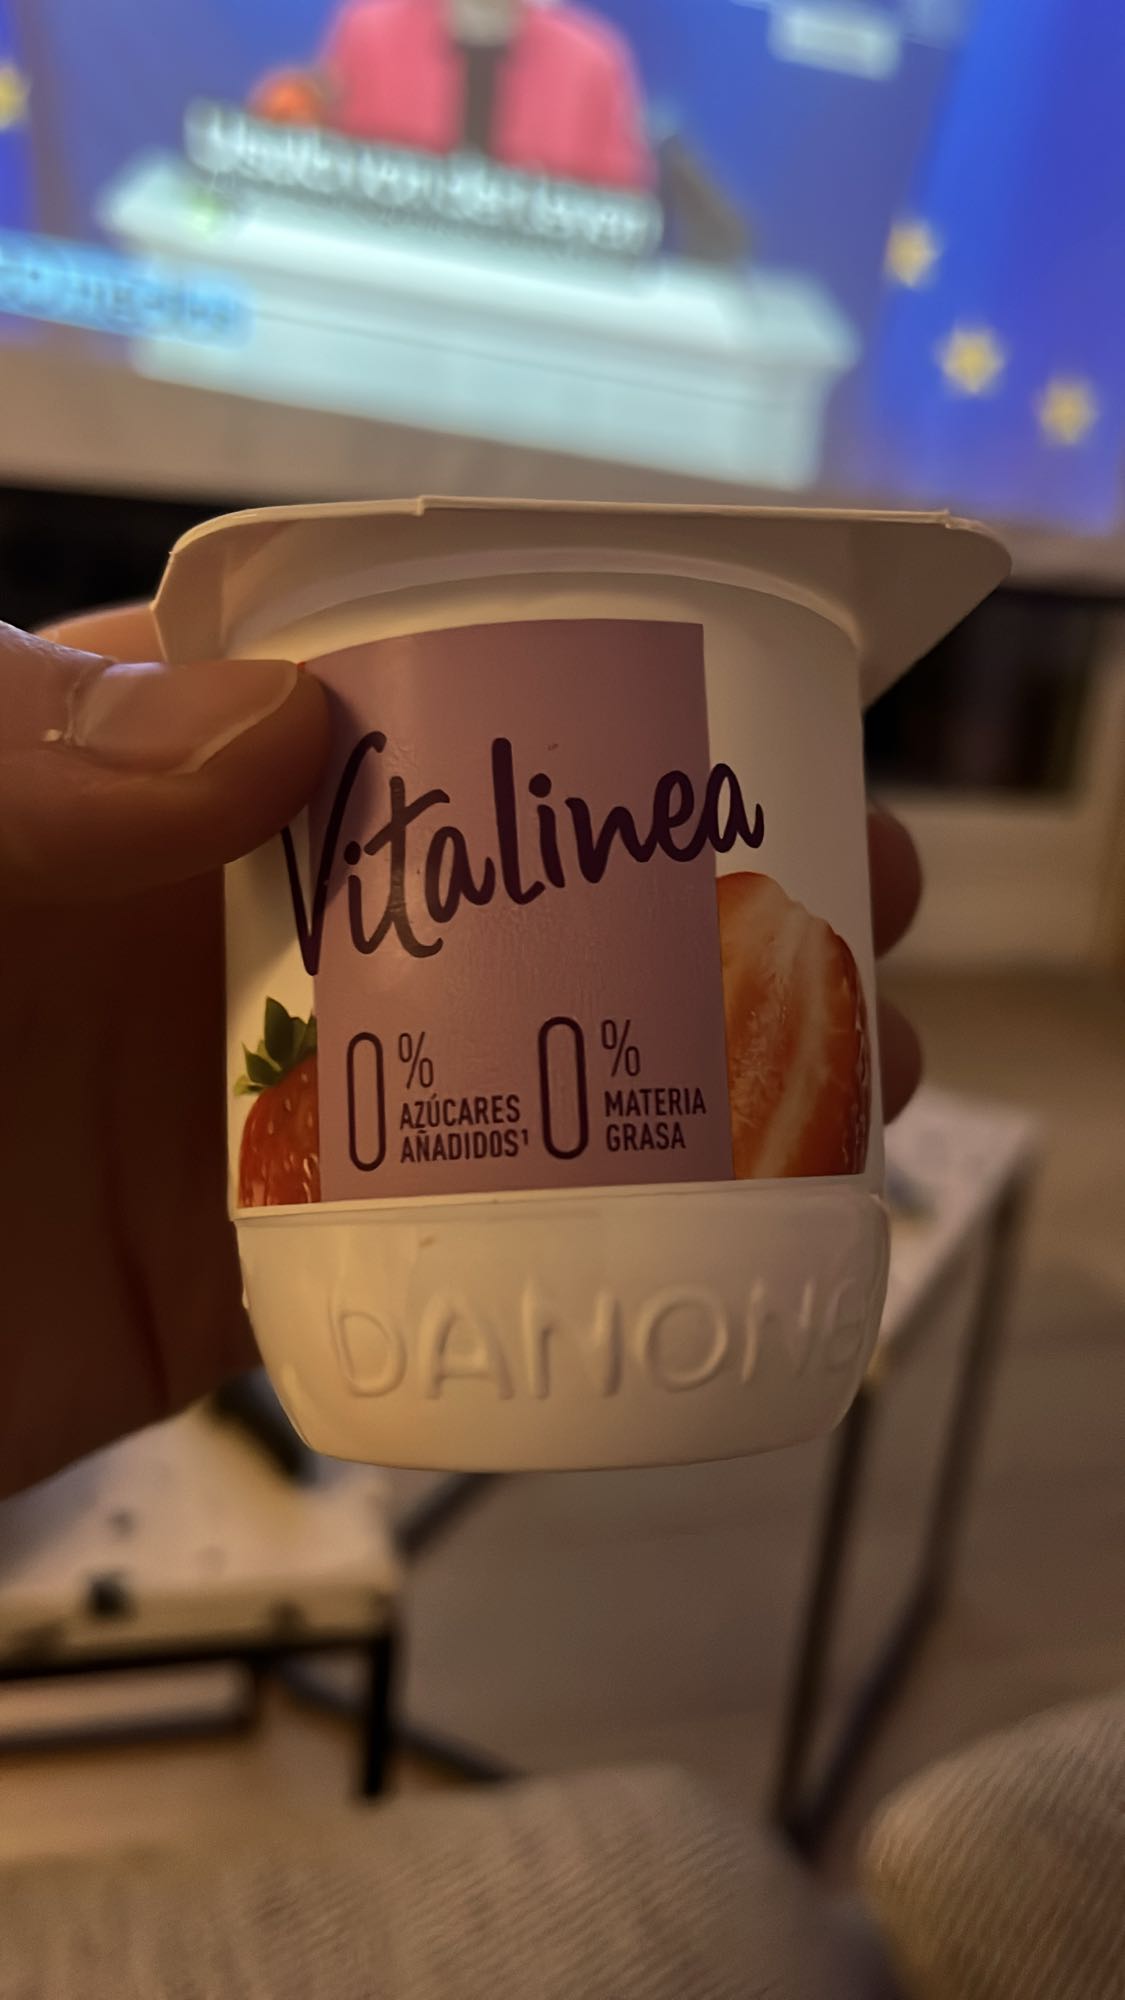 Vitalinea
0% AZÚCARES
AÑADIDOS¹
0% MATERIA
GRASA
DANONE